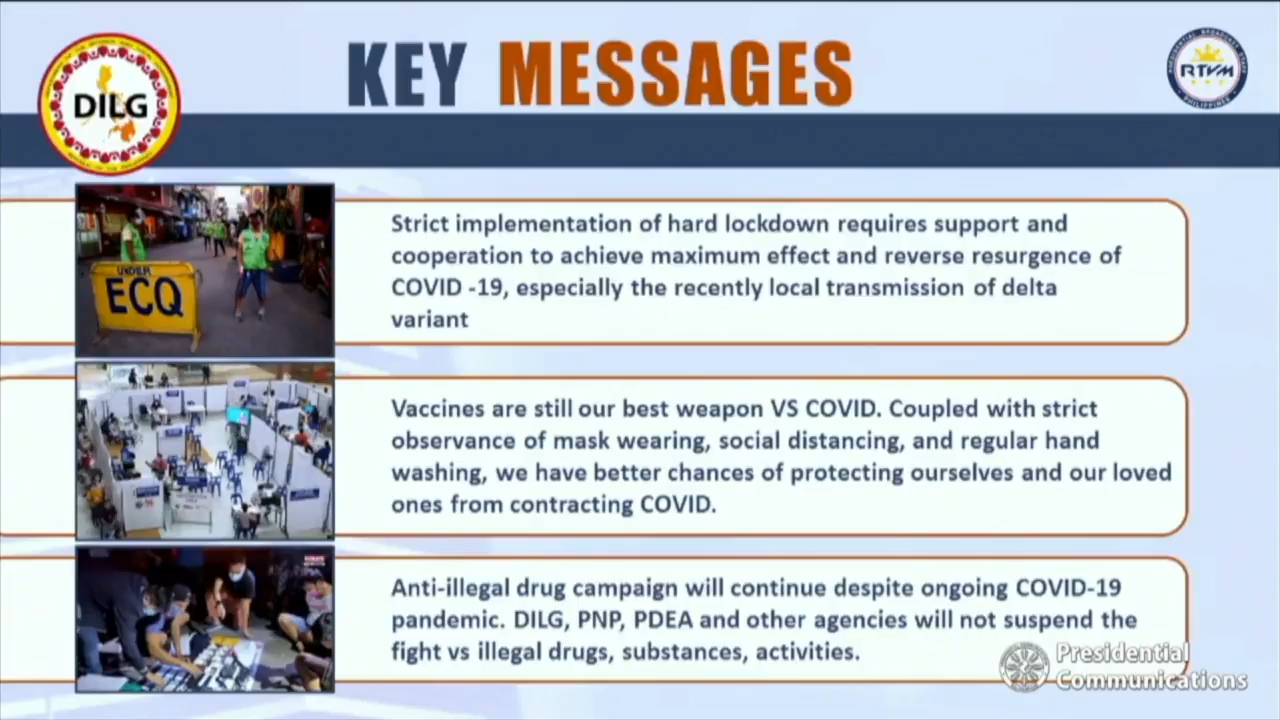 KEY MESSAGES
DILG
RTVM
PHILIPPINES
UNDER
ECQ
Strict implementation of hard lockdown requires support and
cooperation to achieve maximum effect and reverse resurgence of
COVID -19, especially the recently local transmission of delta
variant
Vaccines are still our best weapon VS COVID. Coupled with strict
observance of mask wearing, social distancing, and regular hand
washing, we have better chances of protecting ourselves and our loved
ones from contracting COVID.
Anti-illegal drug campaign will continue despite ongoing COVID-19
pandemic. DILG, PNP, PDEA and other agencies will not suspend the
fight vs illegal drugs, substances, activities.
Presidential
Communications